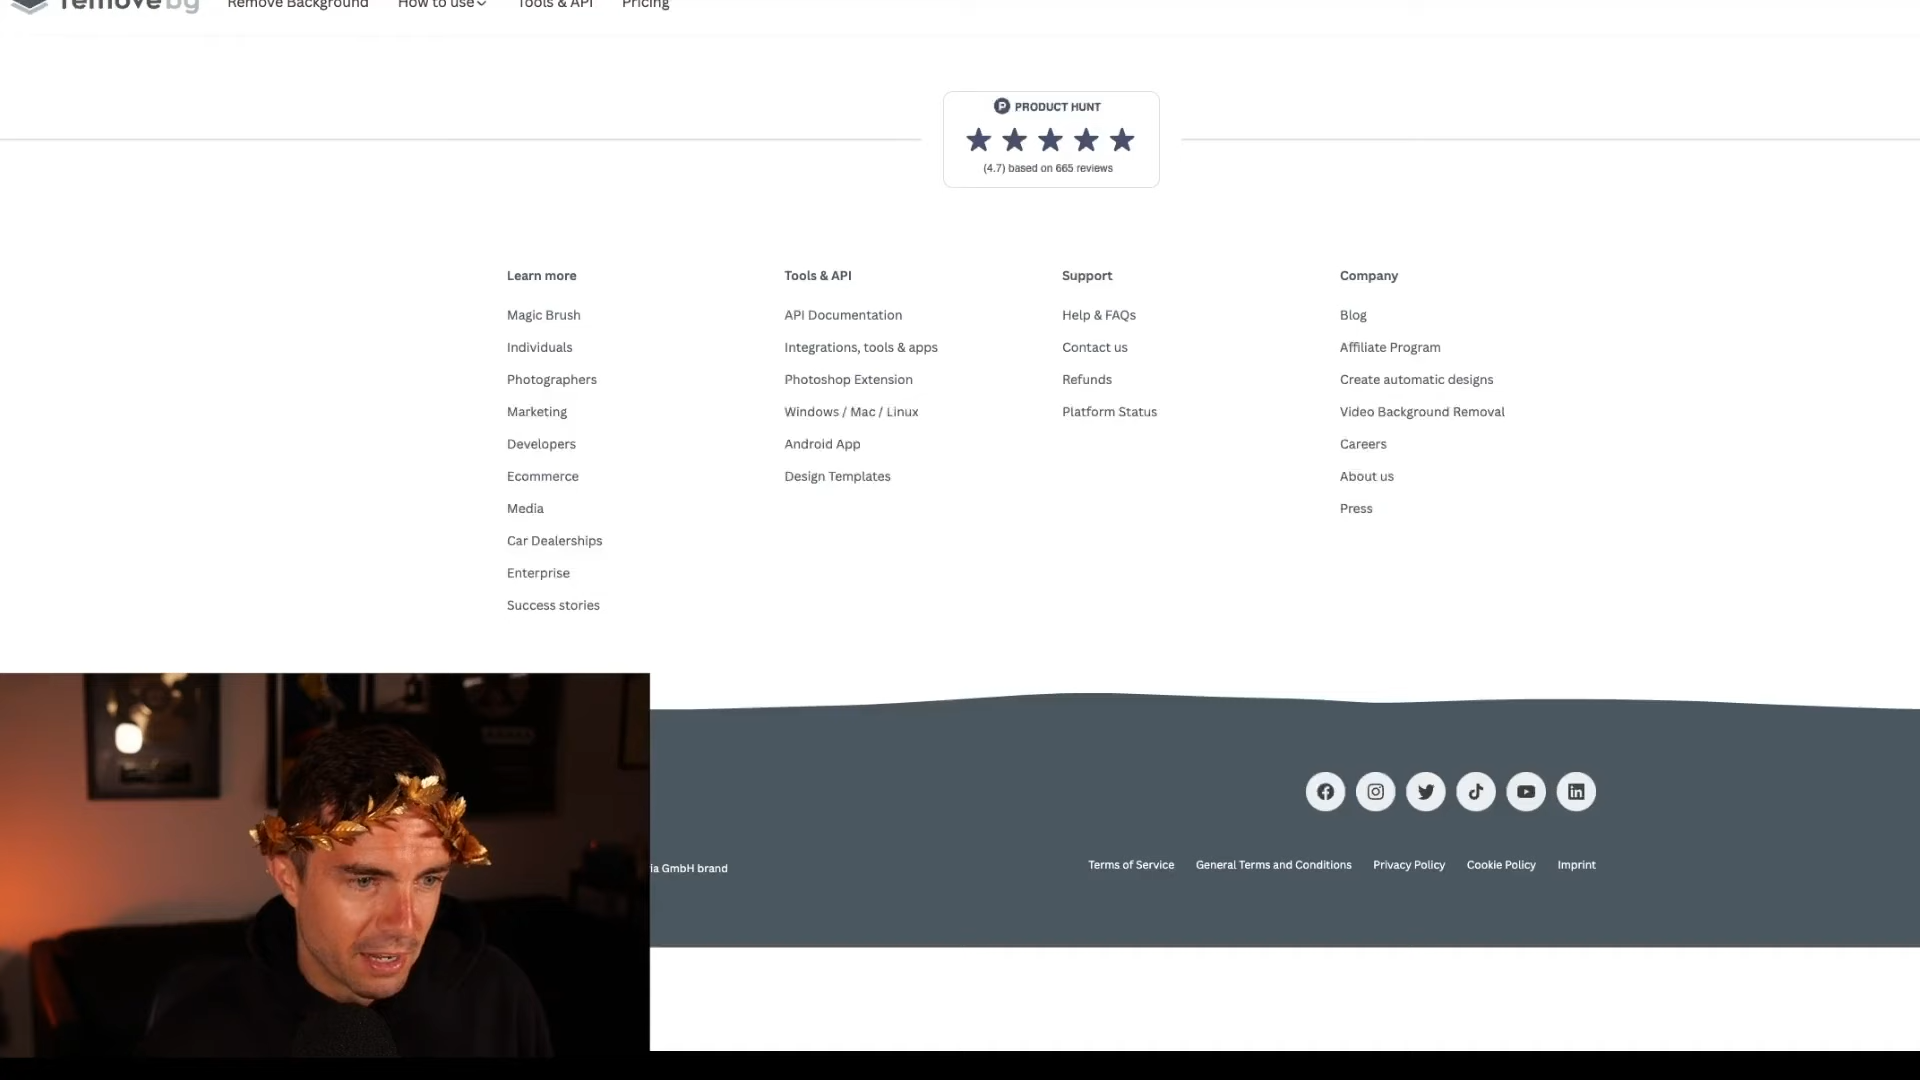 removebg Remove Background How to use Tools & API Pricing
PRODUCT HUNT
(4.7) based on 665 reviews
Learn more
Magic Brush
Individuals
Photographers
Marketing
Developers
Ecommerce
Media
Car Dealerships
Enterprise
Success stories
Tools & API
API Documentation
Integrations, tools & apps
Photoshop Extension
Windows / Mac / Linux
Android App
Design Templates
Support
Help & FAQs
Contact us
Refunds
Platform Status
Company
Blog
Affiliate Program
Create automatic designs
Video Background Removal
Careers
About us
Press
GmbH brand
Terms of Service General Terms and Conditions Privacy Policy Cookie Policy Imprint